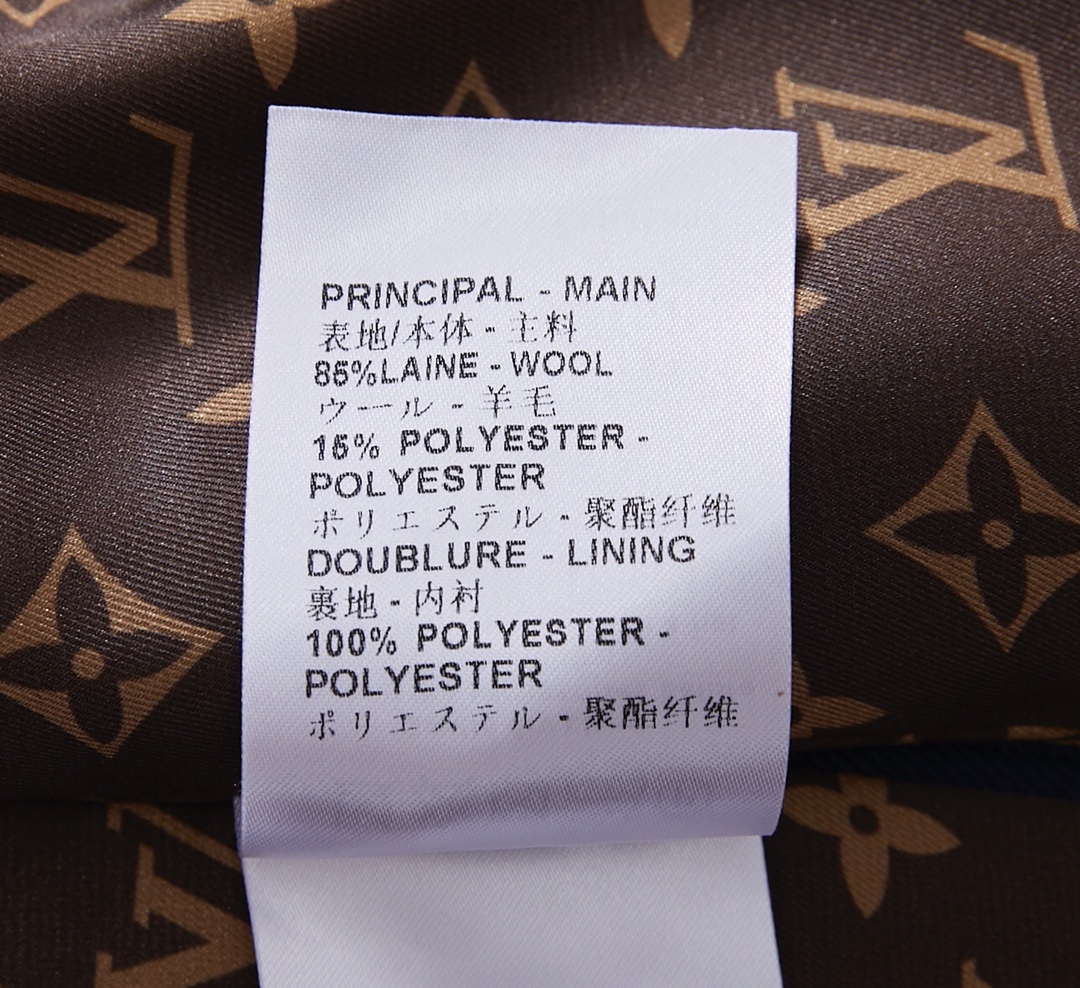 PRINCIPAL - MAIN
表地/本体 - 主料
85%LAINE - WOOL
ウール - 羊毛
15% POLYESTER -
POLYESTER
ポリエステル - 聚酯纤维
DOUBLURE - LINING
裏地 - 内衬
100% POLYESTER -
POLYESTER
ポリエステル - 聚酯纤维